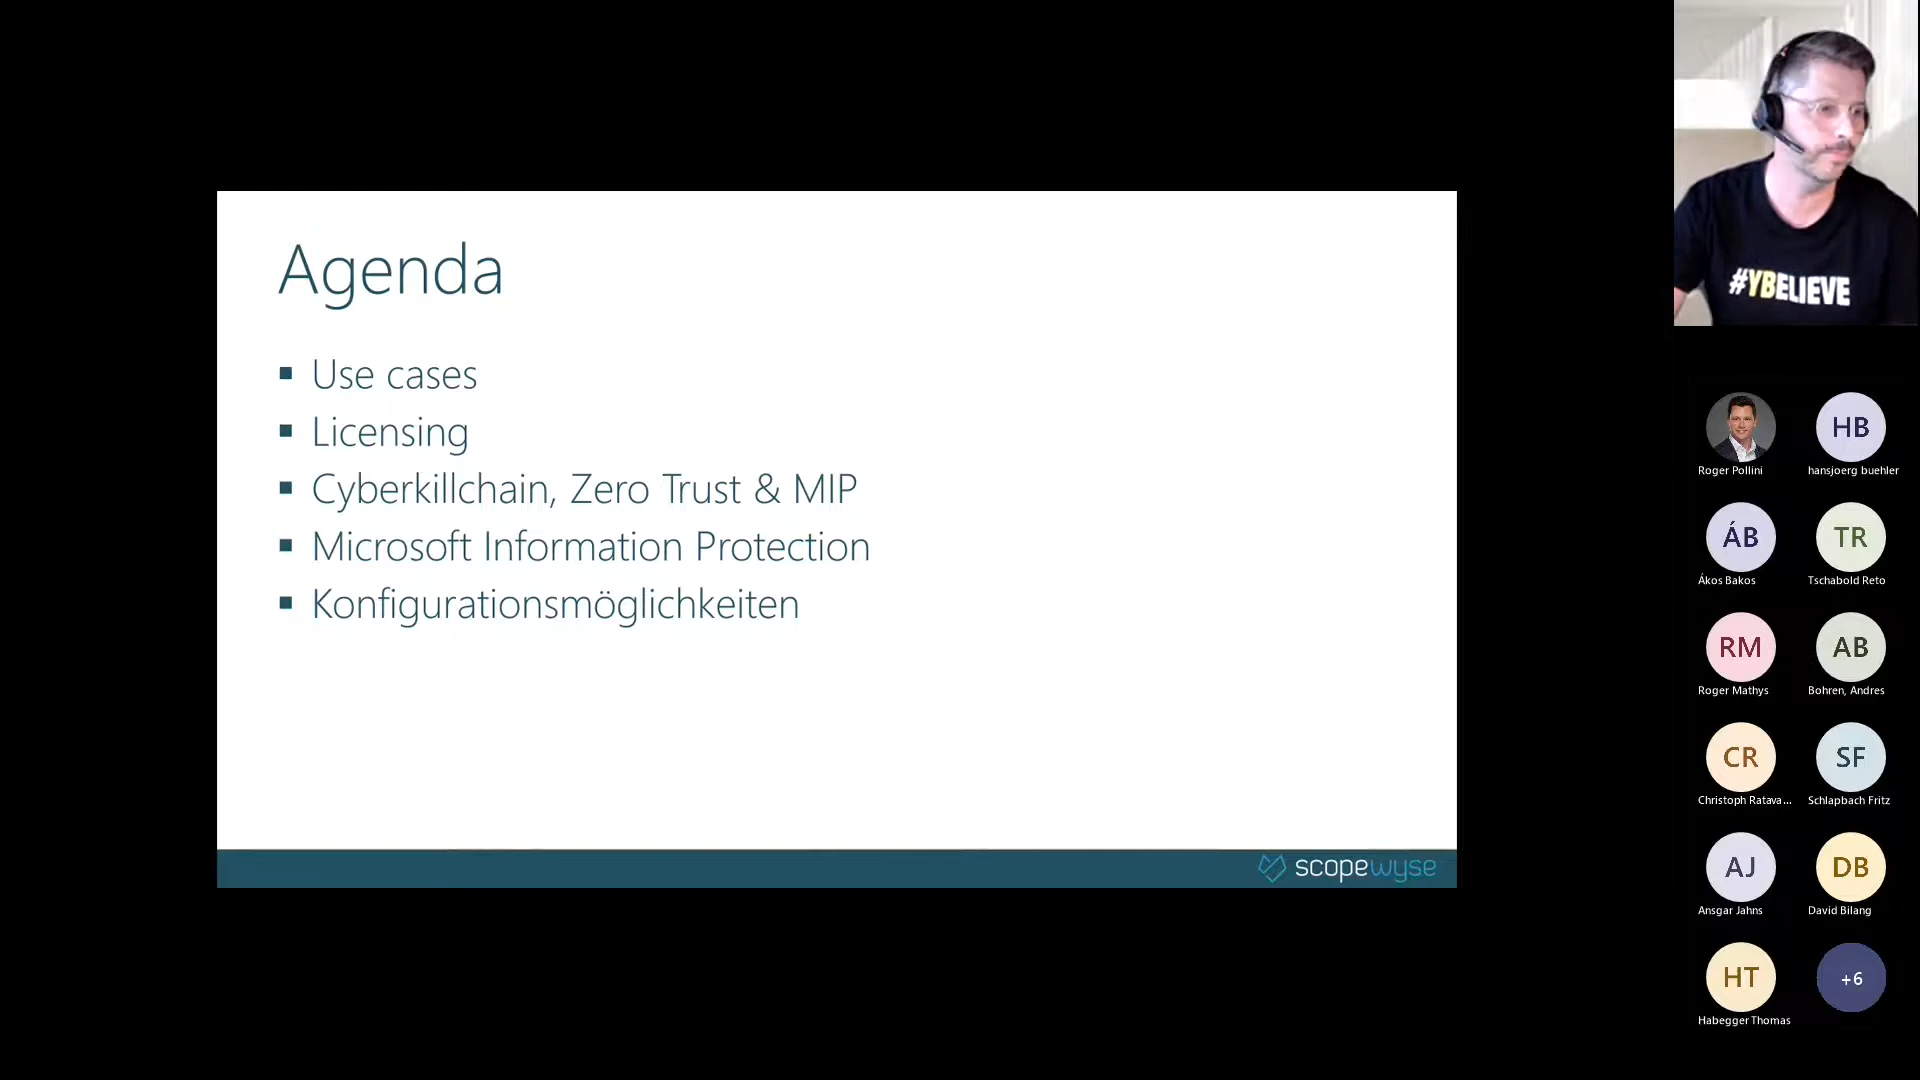 Agenda
Use cases
Licensing
Cyberkillchain, Zero Trust & MIP
Microsoft Information Protection
Konfigurationsmöglichkeiten
scopewyse
#YBELIEVE
Roger Pollini
HB
hansjoerg buehler
ÁB
Ákos Bakos
TR
Tschabold Reto
RM
Roger Mathys
AB
Bohren, Andres
CR
Christoph Ratava...
SF
Schlapbach Fritz
AJ
Ansgar Jahns
DB
David Bilang
HT
Habegger Thomas
+6